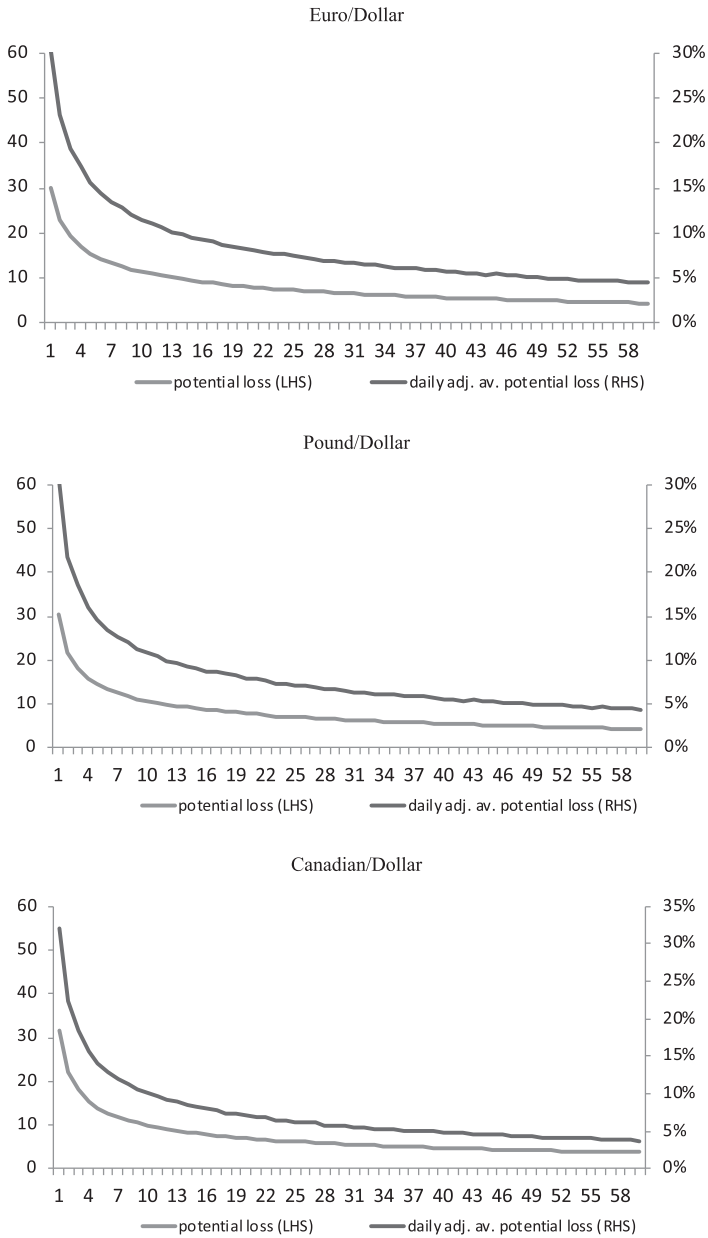 Euro/Dollar
60 30%
50 25%
40 20%
30 15%
20 10%
10 5%
0 0%
1 4 7 10 13 16 19 22 25 28 31 34 37 40 43 46 49 52 55 58
potential loss (LHS) daily adj. av. potential loss (RHS)
Pound/Dollar
60 30%
50 25%
40 20%
30 15%
20 10%
10 5%
0 0%
1 4 7 10 13 16 19 22 25 28 31 34 37 40 43 46 49 52 55 58
potential loss (LHS) daily adj. av. potential loss (RHS)
Canadian/Dollar
60 35%
50 30%
25%
40 20%
30 15%
20 10%
10 5%
0 0%
1 4 7 10 13 16 19 22 25 28 31 34 37 40 43 46 49 52 55 58
potential loss (LHS) daily adj. av. potential loss (RHS)